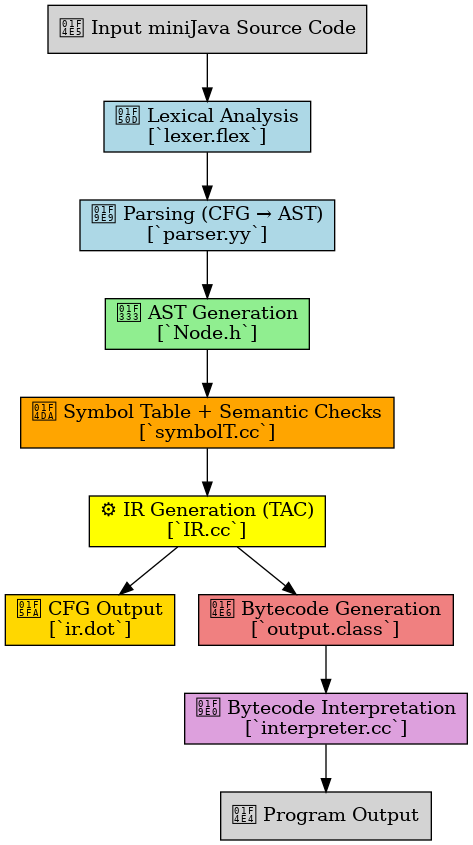 📥 Input miniJava Source Code
🔍 Lexical Analysis
[`lexer.flex`]
🧩 Parsing (CFG → AST)
[`parser.yy`]
🌳 AST Generation
[`Node.h`]
📚 Symbol Table + Semantic Checks
[`symbolT.cc`]
⚙ IR Generation (TAC)
[`IR.cc`]
🗺 CFG Output
[`ir.dot`]
📦 Bytecode Generation
[`output.class`]
🧠 Bytecode Interpretation
[`interpreter.cc`]
📤 Program Output